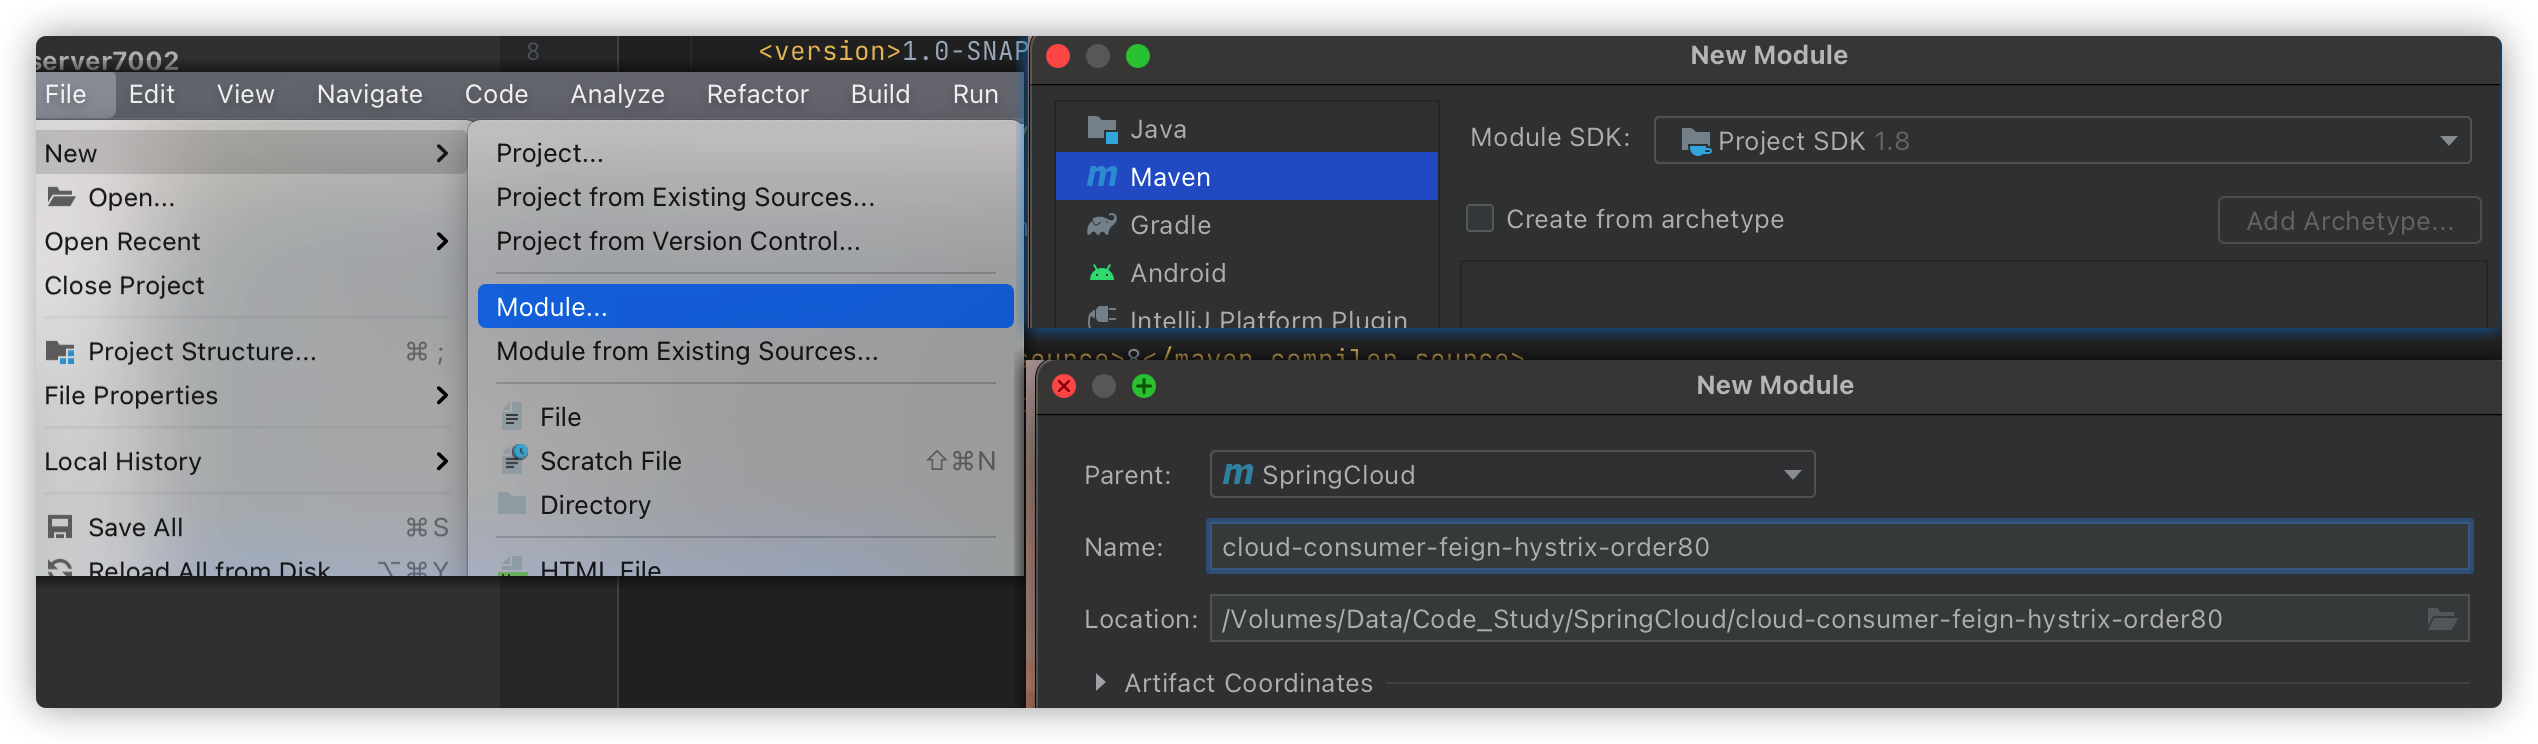 server7002
8
<version>1.0-SNAP
File Edit View Navigate Code Analyze Refactor Build Run
New
Open...
Open Recent
Close Project
Project Structure... ⌘ ;
File Properties
Local History
Save All ⌘S
Reload All from Disk ⌥⌘Y
Project...
Project from Existing Sources...
Project from Version Control...
Module...
Module from Existing Sources...
File
Scratch File ⇧⌘N
Directory
HTML File
New Module
Java
Maven
Gradle
Android
IntelliJ Platform Plugin
Module SDK: Project SDK 1.8
Create from archetype
Add Archetype...
source>8</maven.compiler.source>
New Module
Parent: SpringCloud
Name: cloud-consumer-feign-hystrix-order80
Location: /Volumes/Data/Code_Study/SpringCloud/cloud-consumer-feign-hystrix-order80
Artifact Coordinates